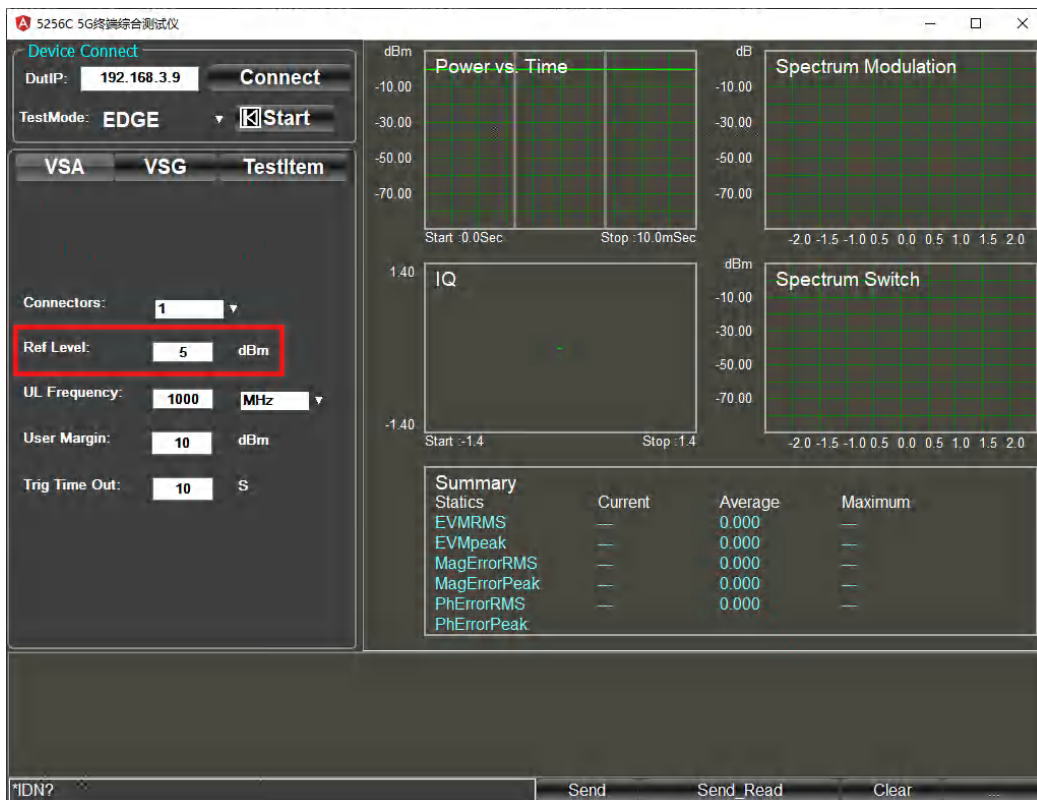 5256C 5G终端综合测试仪
Device Connect
DutIP: 192.168.3.9 Connect
TestMode: EDGE Start
VSA VSG TestItem
Connectors: 1
Ref Level: 5 dBm
UL Frequency: 1000 MHz
User Margin: 10 dBm
Trig Time Out: 10 S
dBm
Power vs. Time
-10.00
-30.00
-50.00
-70.00
Start :0.0Sec Stop :10.0mSec
dB
Spectrum Modulation
-10.00
-30.00
-50.00
-70.00
-2.0 -1.5 -1.0 0.5 0.0 0.5 1.0 1.5 2.0
1.40
IQ
-1.40
Start :-1.4 Stop :1.4
dBm
Spectrum Switch
-10.00
-30.00
-50.00
-70.00
-2.0 -1.5 -1.0 0.5 0.0 0.5 1.0 1.5 2.0
Summary
Statics Current Average Maximum
EVMRMS — 0.000 —
EVMpeak — 0.000 —
MagErrorRMS — 0.000 —
MagErrorPeak — 0.000 —
PhErrorRMS — 0.000 —
PhErrorPeak
*IDN? Send Send_Read Clear ...